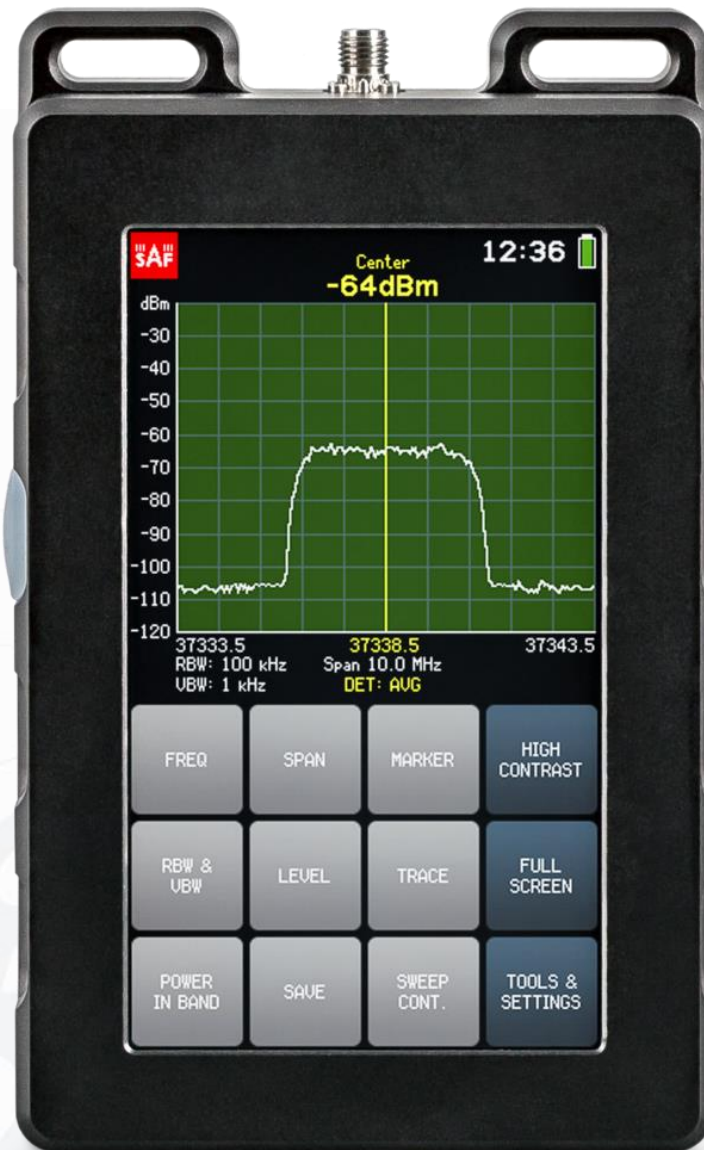 SAF
Center
12:36
-64dBm
dBm
-30
-40
-50
-60
-70
-80
-90
-100
-110
-120
37333.5 37338.5 37343.5
RBW: 100 kHz Span 10.0 MHz
VBW: 1 kHz DET: AVG
FREQ SPAN MARKER HIGH
CONTRAST
RBW &
VBW LEVEL TRACE FULL
SCREEN
POWER
IN BAND SAVE SWEEP
CONT. TOOLS &
SETTINGS